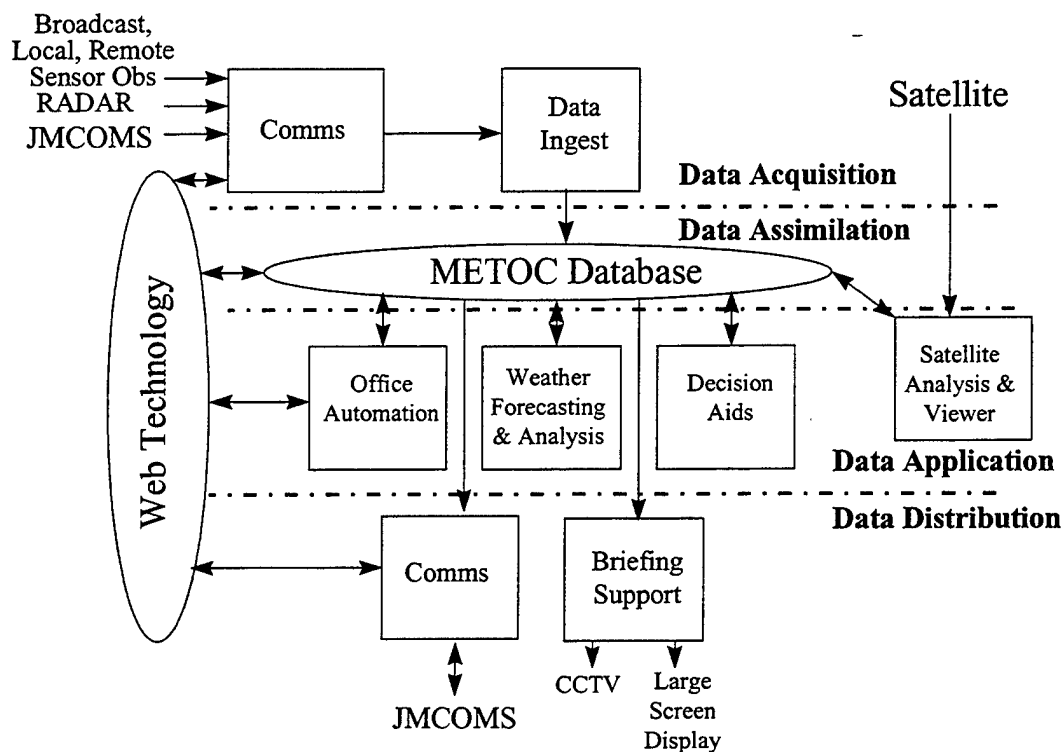 Broadcast,
Local, Remote
Sensor Obs
RADAR
JMCOMS
Comms
Data
Ingest
Satellite
Data Acquisition
Data Assimilation
METOC Database
Web Technology
Office
Automation
Weather
Forecasting
& Analysis
Decision
Aids
Satellite
Analysis &
Viewer
Data Application
Data Distribution
Comms
Briefing
Support
JMCOMS
CCTV
Large
Screen
Display